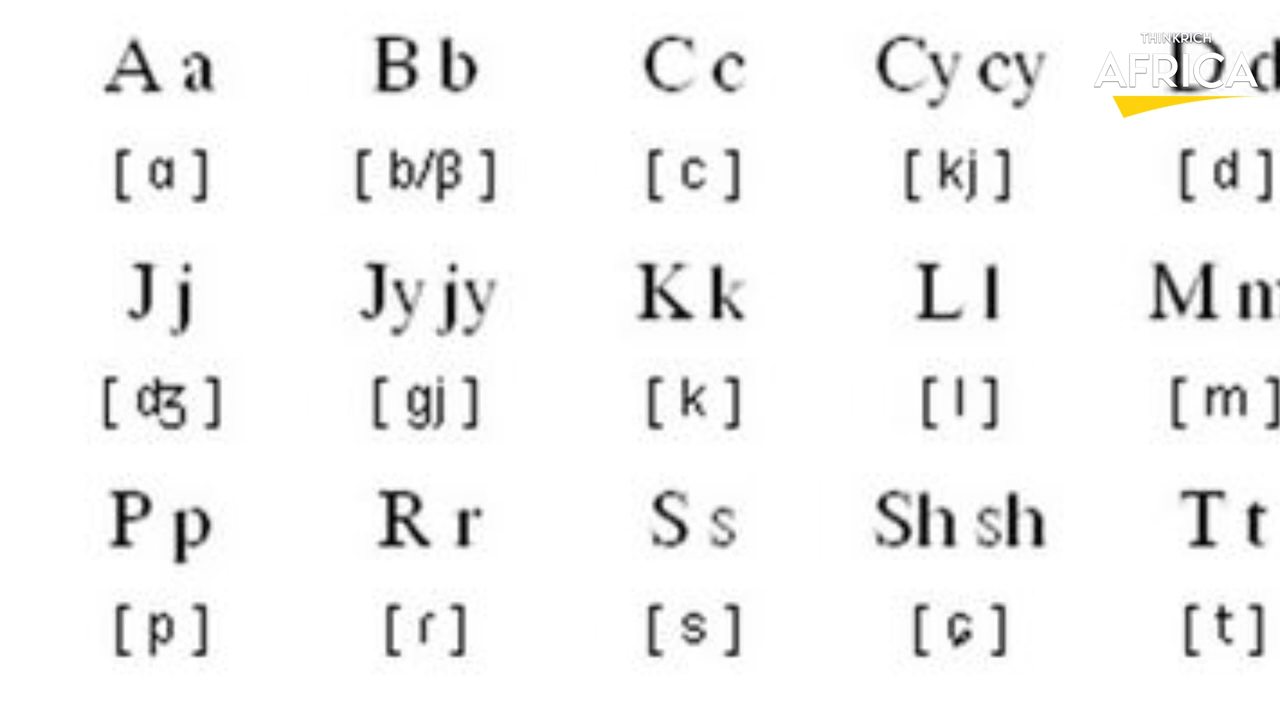 A a B b C c Cy cy D d
[ ɑ ] [ b/β ] [ c ] [ kj ] [ d ]
J j Jy jy K k L l M m
[ ʤ ] [ gj ] [ k ] [ l ] [ m ]
P p R r S s Sh sh T t
[ p ] [ ɾ ] [ s ] [ ɕ ] [ t ]
THINKRICH
AFRICA